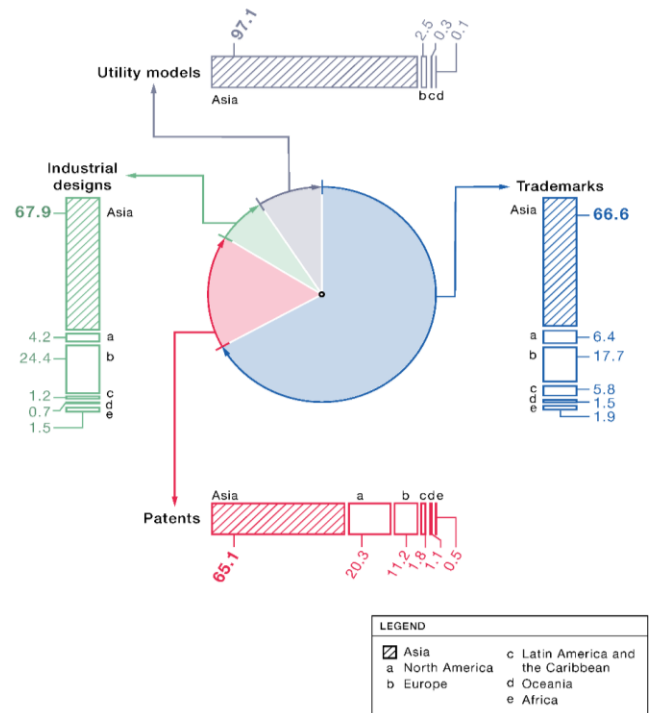 97.1
2.5
0.3
0.1
Utility models
Asia
b c d
Industrial
designs
67.9
Asia
4.2
a
24.4
b
1.2
c
0.7
d
1.5
e
Trademarks
Asia
66.6
a
6.4
b
17.7
c
5.8
d
1.5
e
1.9
Asia
a
b
c d e
Patents
65.1
20.3
11.2
1.8
1.1
0.5
LEGEND
Asia
a North America
b Europe
c Latin America and
the Caribbean
d Oceania
e Africa